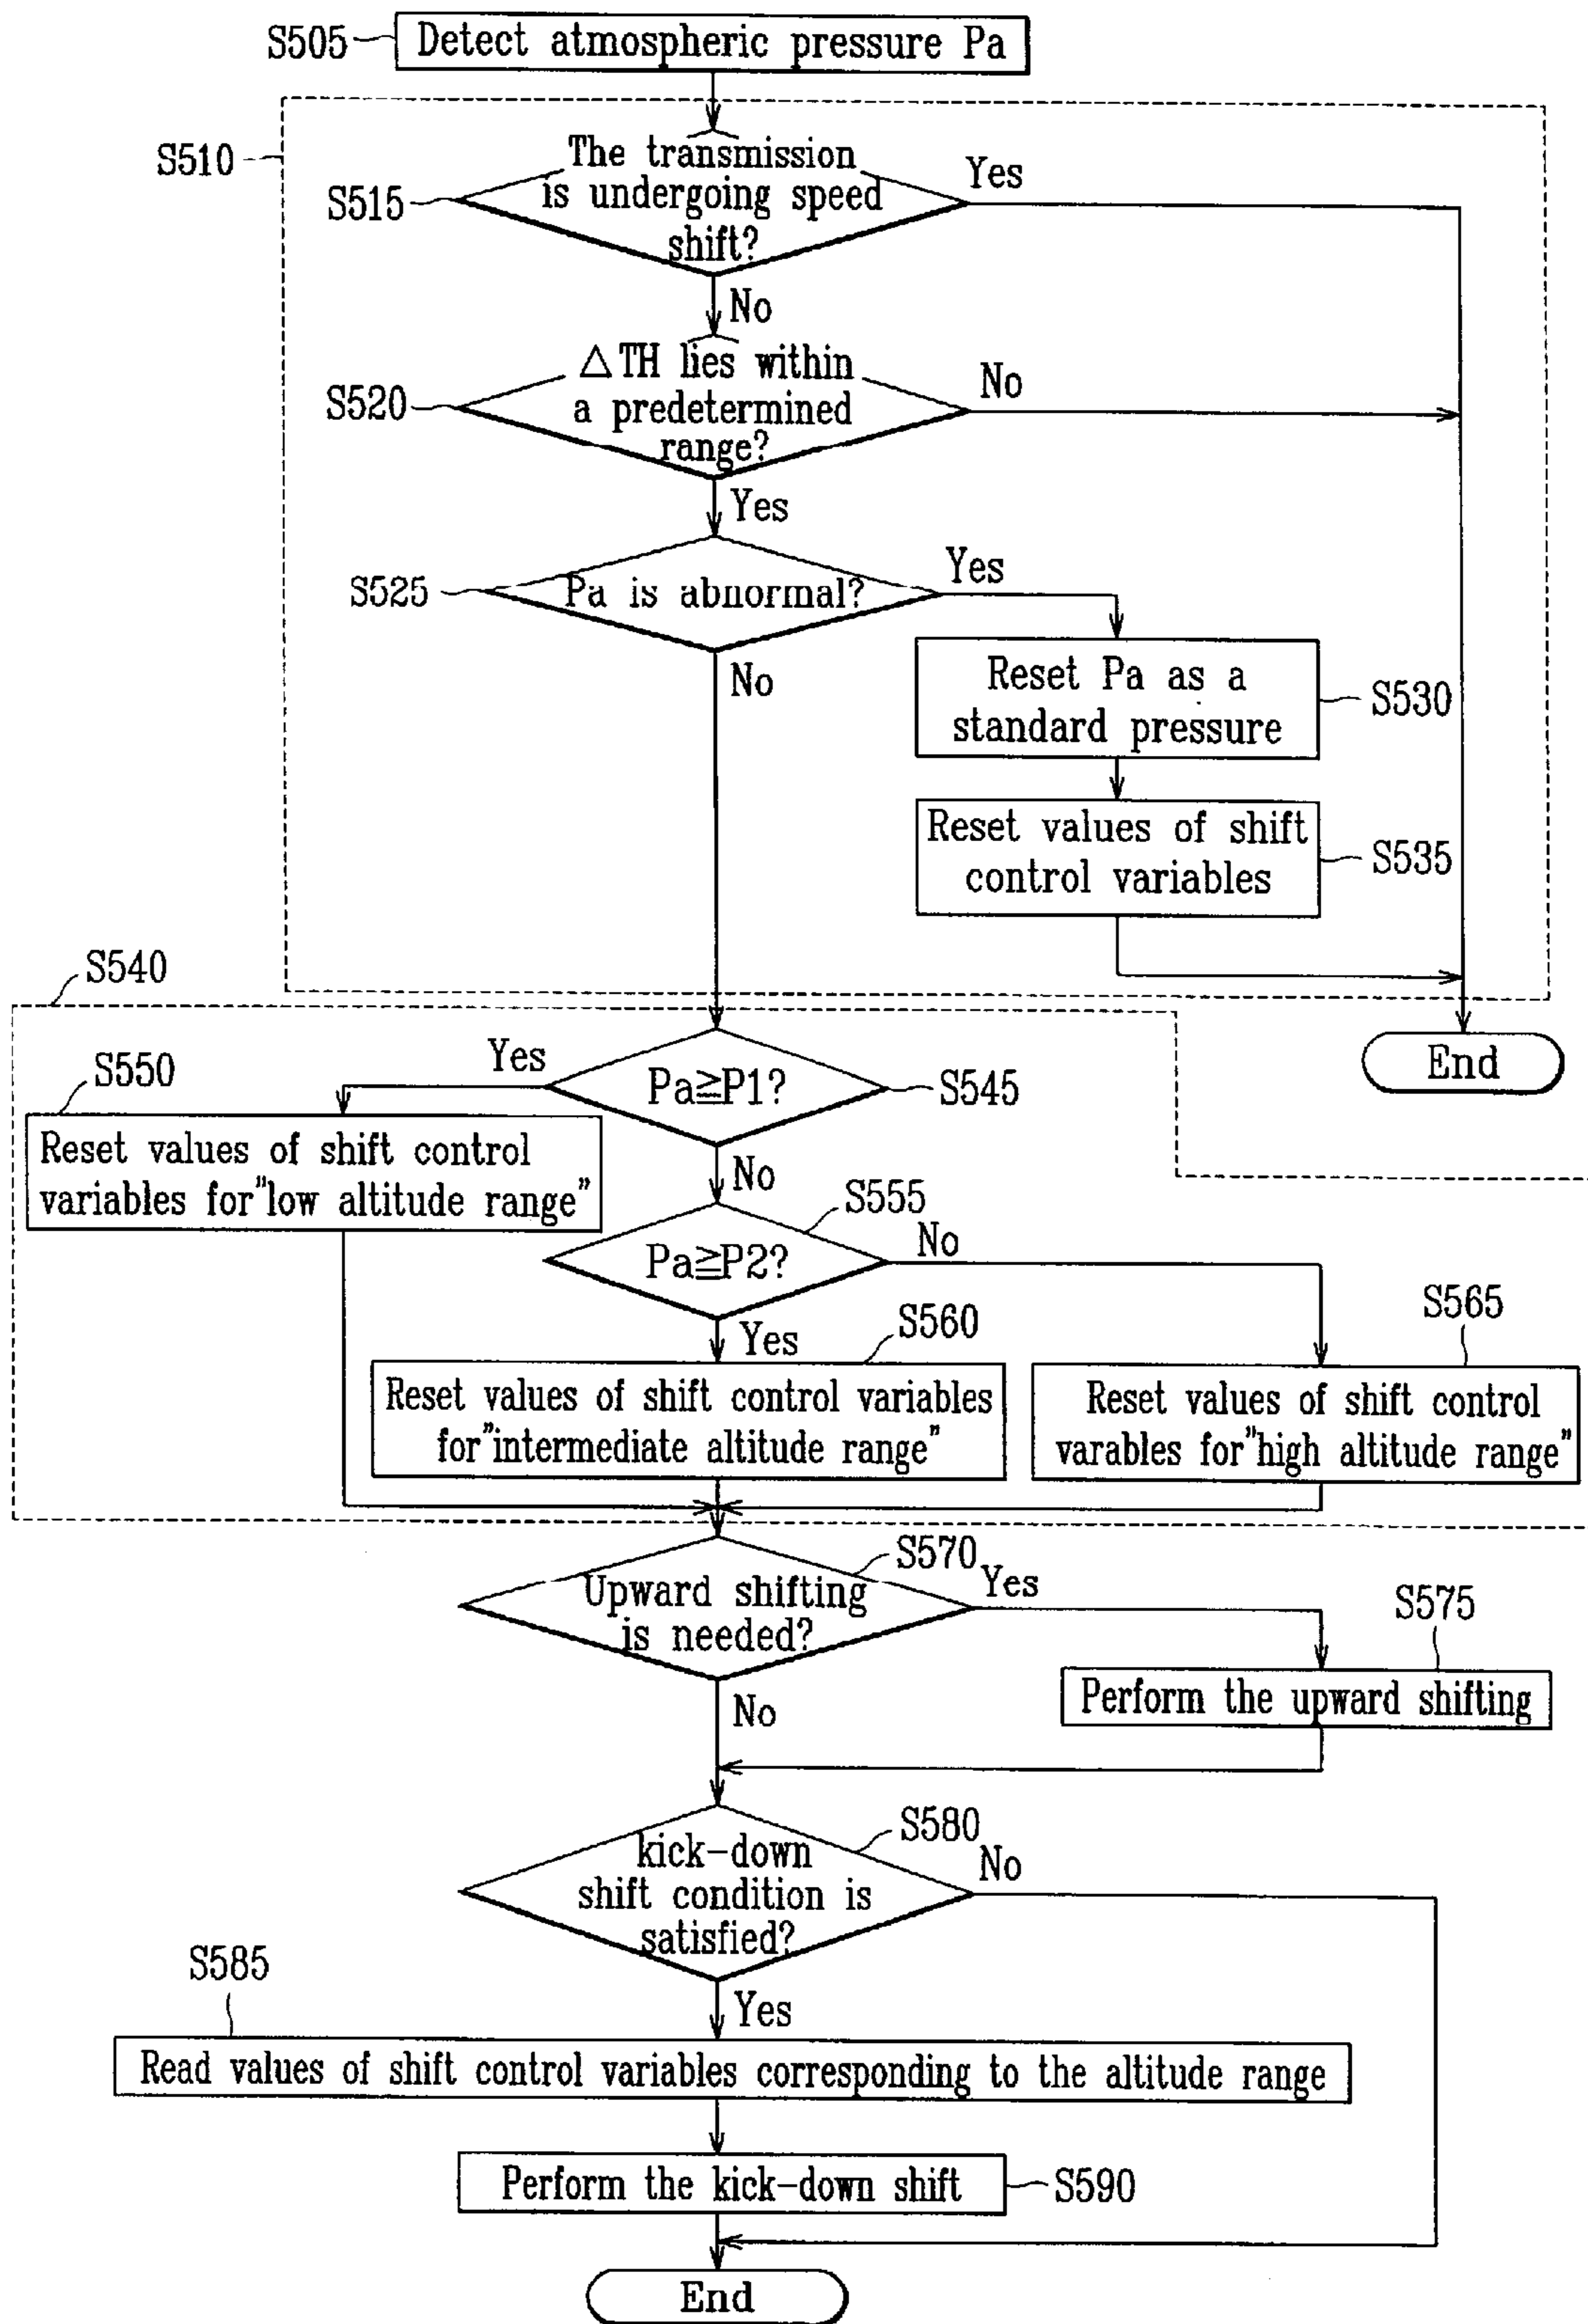 S505
Detect atmospheric pressure Pa
S510
S515
The transmission
is undergoing speed
shift?
Yes
No
S520
△TH lies within
a predetermined
range?
No
Yes
S525
Pa is abnormal?
Yes
No
Reset Pa as a
standard pressure
S530
Reset values of shift
control variables
S535
End
S540
S545
Pa≧P1?
Yes
No
S550
Reset values of shift control
variables for"low altitude range"
S555
Pa≧P2?
No
Yes
S560
Reset values of shift control variables
for"intermediate altitude range"
S565
Reset values of shift control
varables for"high altitude range"
S570
Upward shifting
is needed?
Yes
No
S575
Perform the upward shifting
S580
kick-down
shift condition is
satisfied?
No
Yes
S585
Read values of shift control variables corresponding to the altitude range
Perform the kick-down shift
S590
End